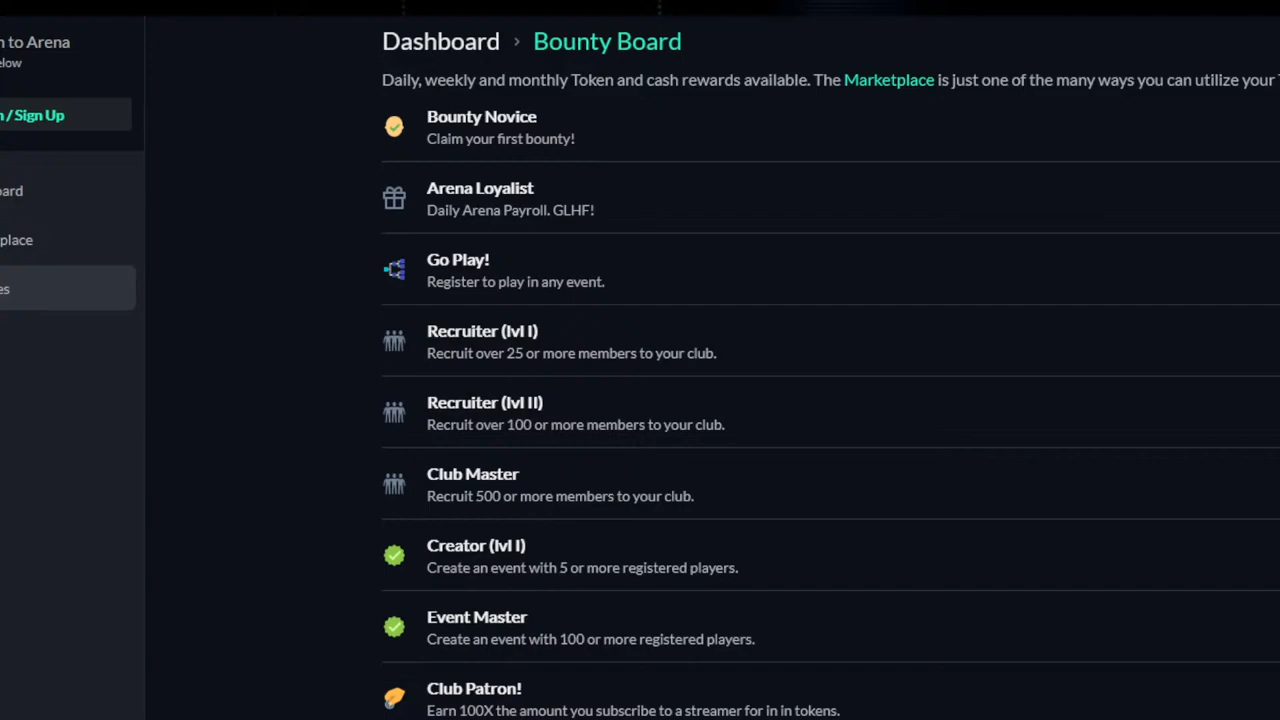 n to Arena
elow
n / Sign Up
oard
place
es
Dashboard › Bounty Board
Daily, weekly and monthly Token and cash rewards available. The Marketplace is just one of the many ways you can utilize your
Bounty Novice
Claim your first bounty!
Arena Loyalist
Daily Arena Payroll. GLHF!
Go Play!
Register to play in any event.
Recruiter (lvl I)
Recruit over 25 or more members to your club.
Recruiter (lvl II)
Recruit over 100 or more members to your club.
Club Master
Recruit 500 or more members to your club.
Creator (lvl I)
Create an event with 5 or more registered players.
Event Master
Create an event with 100 or more registered players.
Club Patron!
Earn 100X the amount you subscribe to a streamer for in in tokens.